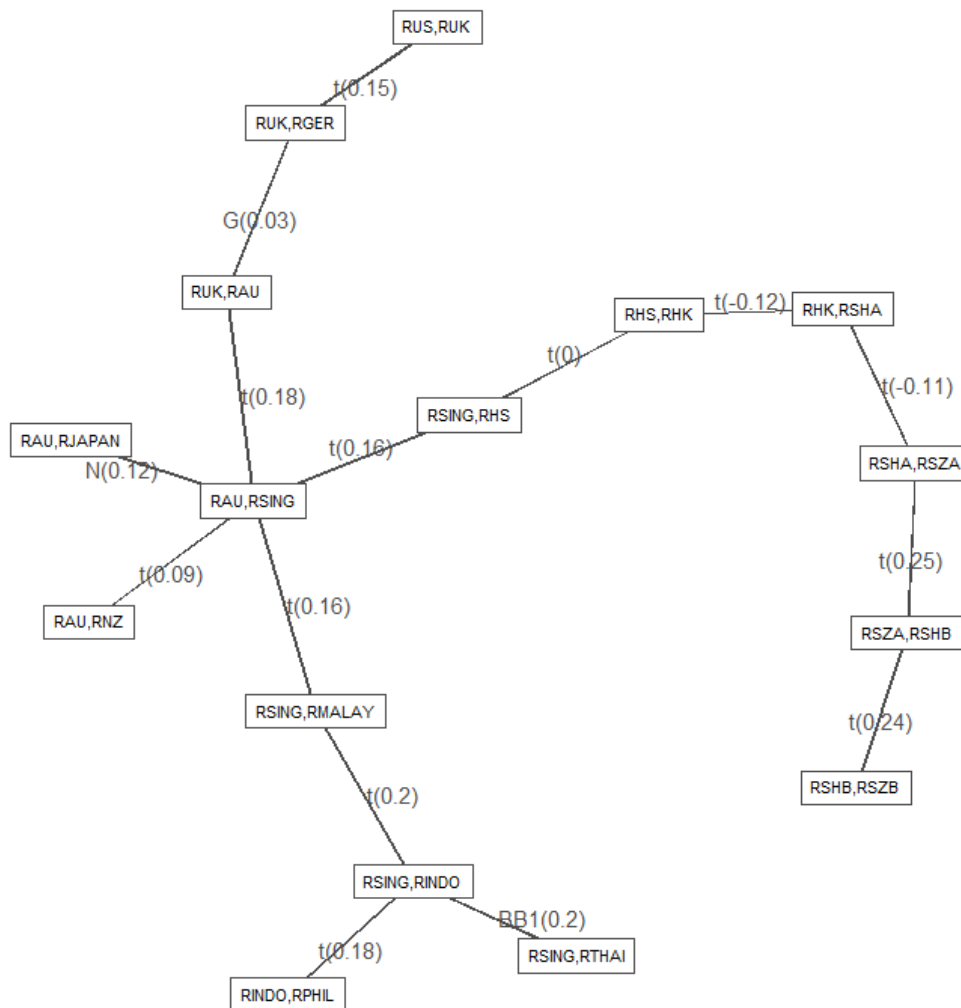 RUS,RUK
t(0.15)
RUK,RGER
G(0.03)
RUK,RAU
RHS,RHK
t(-0.12)
RHK,RSHA
t(0)
t(0.18)
t(-0.11)
RSING,RHS
RAU,RJAPAN
t(0.16)
N(0.12)
RSHA,RSZA
RAU,RSING
t(0.25)
t(0.09)
t(0.16)
RAU,RNZ
RSZA,RSHB
RSING,RMALAY
t(0.24)
RSHB,RSZB
t(0.2)
RSING,RINDO
BB1(0.2)
t(0.18)
RSING,RTHAI
RINDO,RPHIL